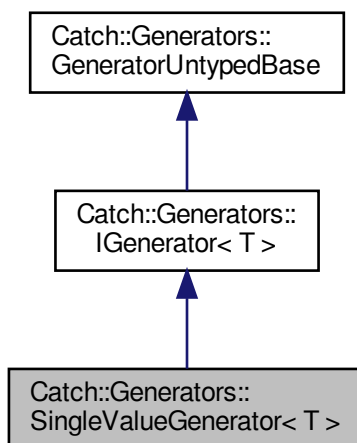 Catch::Generators::
GeneratorUntypedBase
Catch::Generators::
IGenerator< T >
Catch::Generators::
SingleValueGenerator< T >